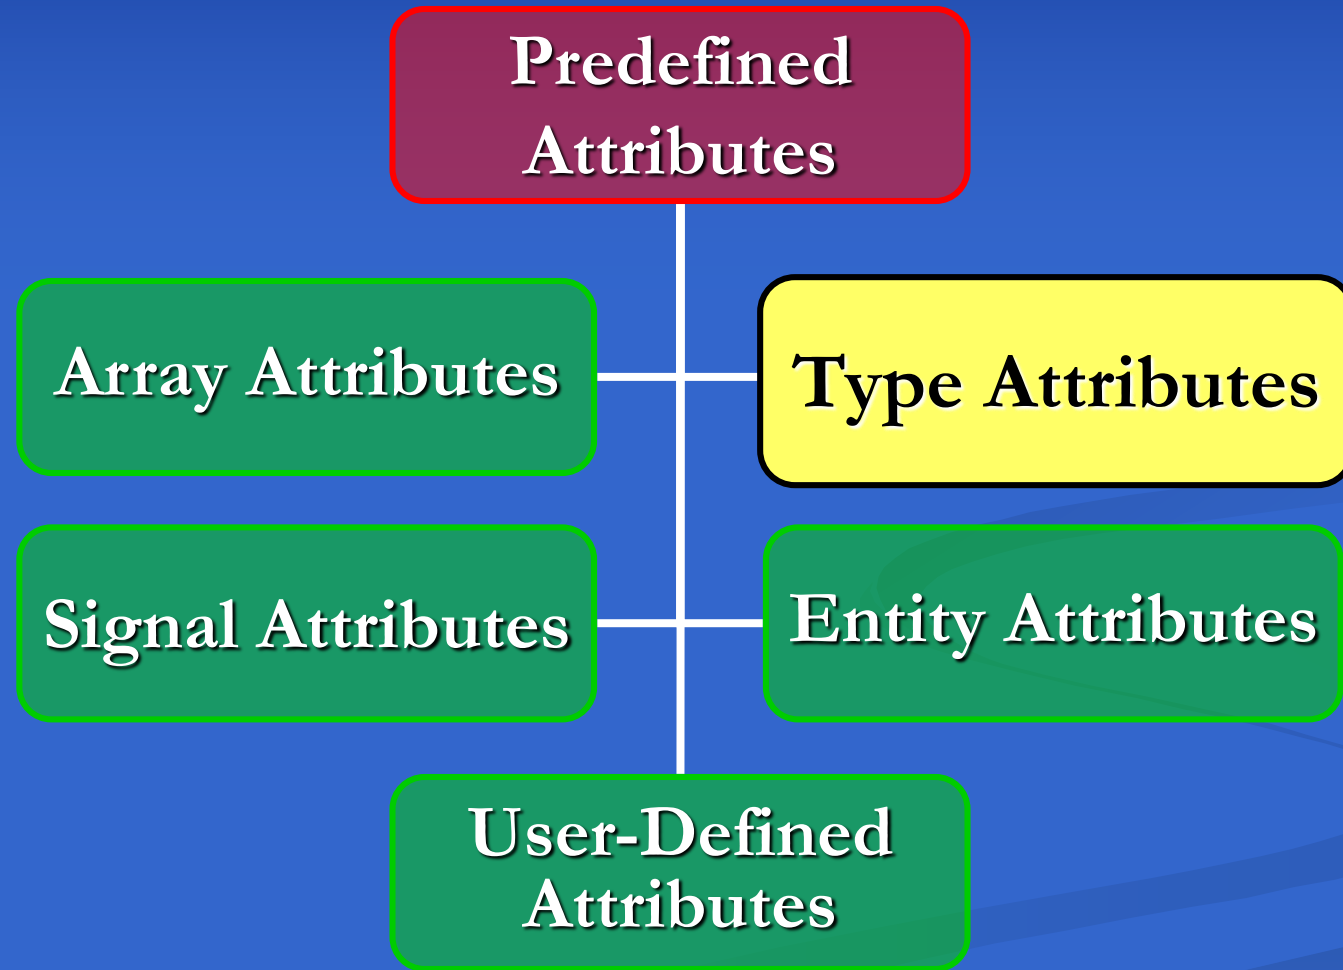 Predefined
Attributes
Array Attributes
Type Attributes
Signal Attributes
Entity Attributes
User-Defined
Attributes